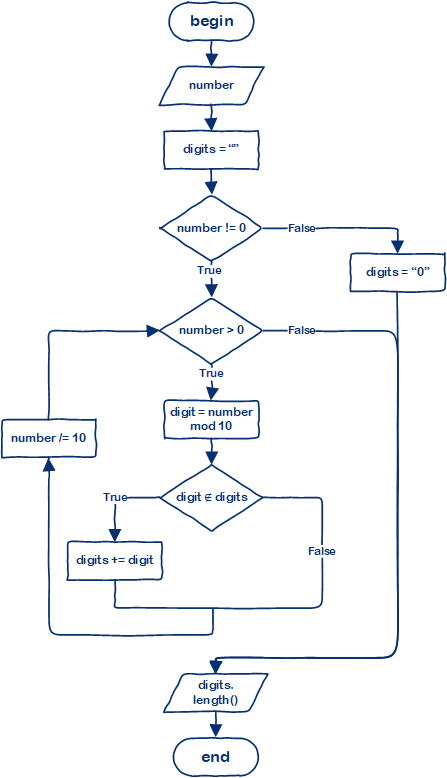 begin
number
digits = “”
number != 0
False
True
digits = “0”
number > 0
False
True
digit = number
mod 10
number /= 10
digit ∉ digits
True
False
digits += digit
digits.
length()
end